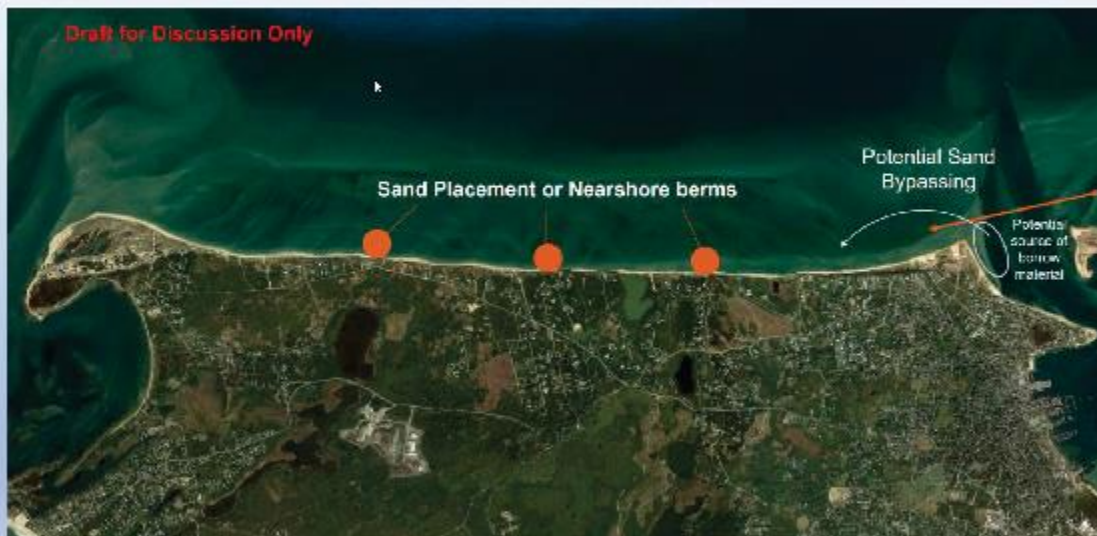 Draft for Discussion Only
Potential Sand
Bypassing
Sand Placement or Nearshore berms
Potential
source of
borrow
material